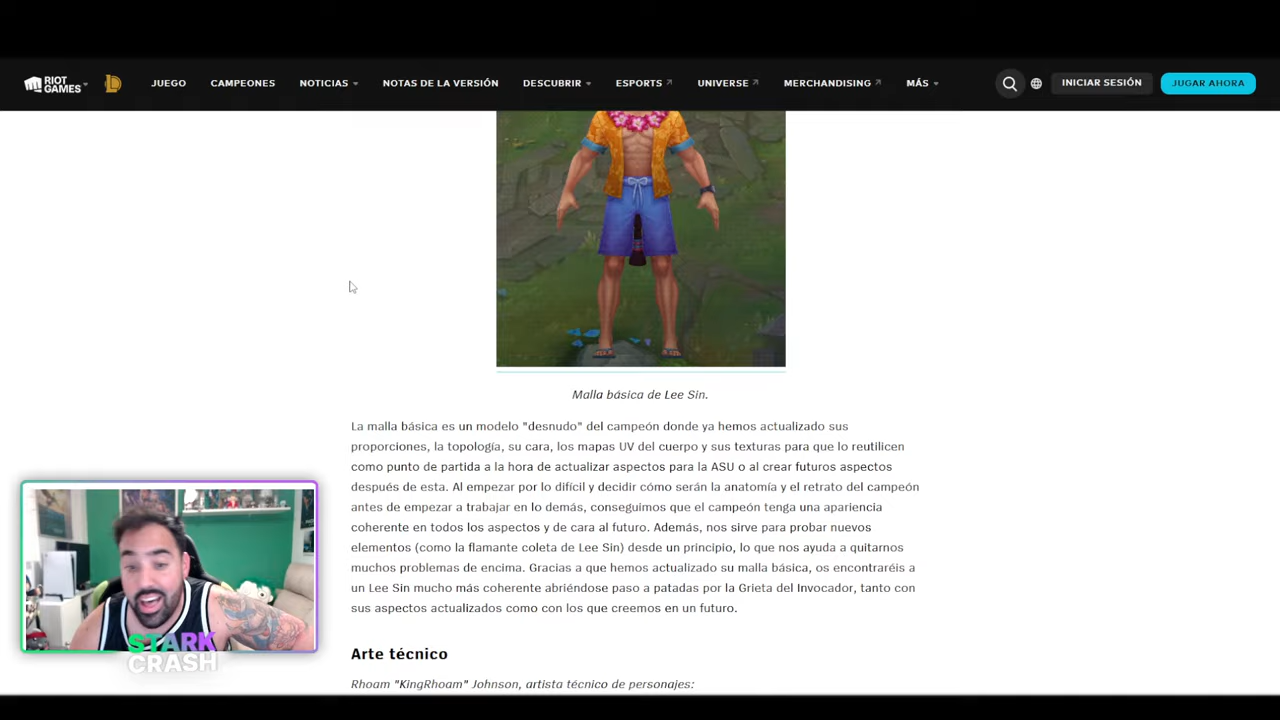 RIOT GAMES
JUEGO
CAMPEONES
NOTICIAS
NOTAS DE LA VERSIÓN
DESCUBRIR
ESPORTS
UNIVERSE
MERCHANDISING
MÁS
INICIAR SESIÓN
JUGAR AHORA
Malla básica de Lee Sin.
La malla básica es un modelo "desnudo" del campeón donde ya hemos actualizado sus
proporciones, la topología, su cara, los mapas UV del cuerpo y sus texturas para que lo reutilicen
como punto de partida a la hora de actualizar aspectos para la ASU o al crear futuros aspectos
después de esta. Al empezar por lo difícil y decidir cómo serán la anatomía y el retrato del campeón
antes de empezar a trabajar en lo demás, conseguimos que el campeón tenga una apariencia
coherente en todos los aspectos y de cara al futuro. Además, nos sirve para probar nuevos
elementos (como la flamante coleta de Lee Sin) desde un principio, lo que nos ayuda a quitarnos
muchos problemas de encima. Gracias a que hemos actualizado su malla básica, os encontraréis a
un Lee Sin mucho más coherente abriéndose paso a patadas por la Grieta del Invocador, tanto con
sus aspectos actualizados como con los que creemos en un futuro.
Arte técnico
Rhoam "KingRhoam" Johnson, artista técnico de personajes:
STARK
CRASH